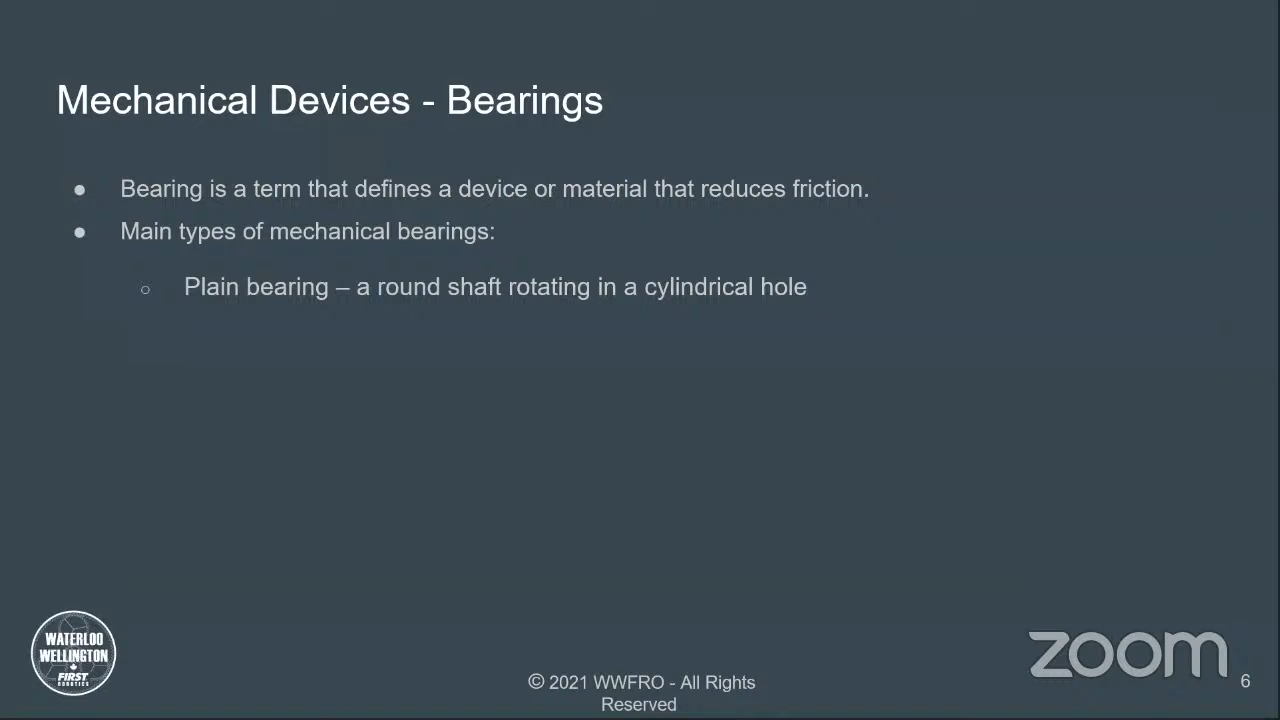 Mechanical Devices - Bearings
● Bearing is a term that defines a device or material that reduces friction.
● Main types of mechanical bearings:
○ Plain bearing – a round shaft rotating in a cylindrical hole
WATERLOO
WELLINGTON
FIRST
ROBOTICS
© 2021 WWFRO - All Rights
Reserved
zoom
6